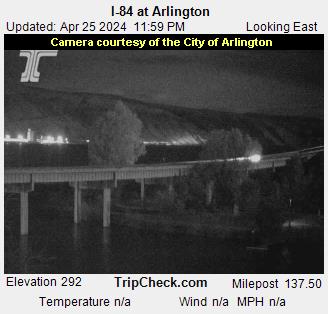 I-84 at Arlington
Updated: Apr 25 2024 11:59 PM Looking East
Camera courtesy of the City of Arlington
Elevation 292 TripCheck.com Milepost 137.50
Temperature n/a Wind n/a MPH n/a